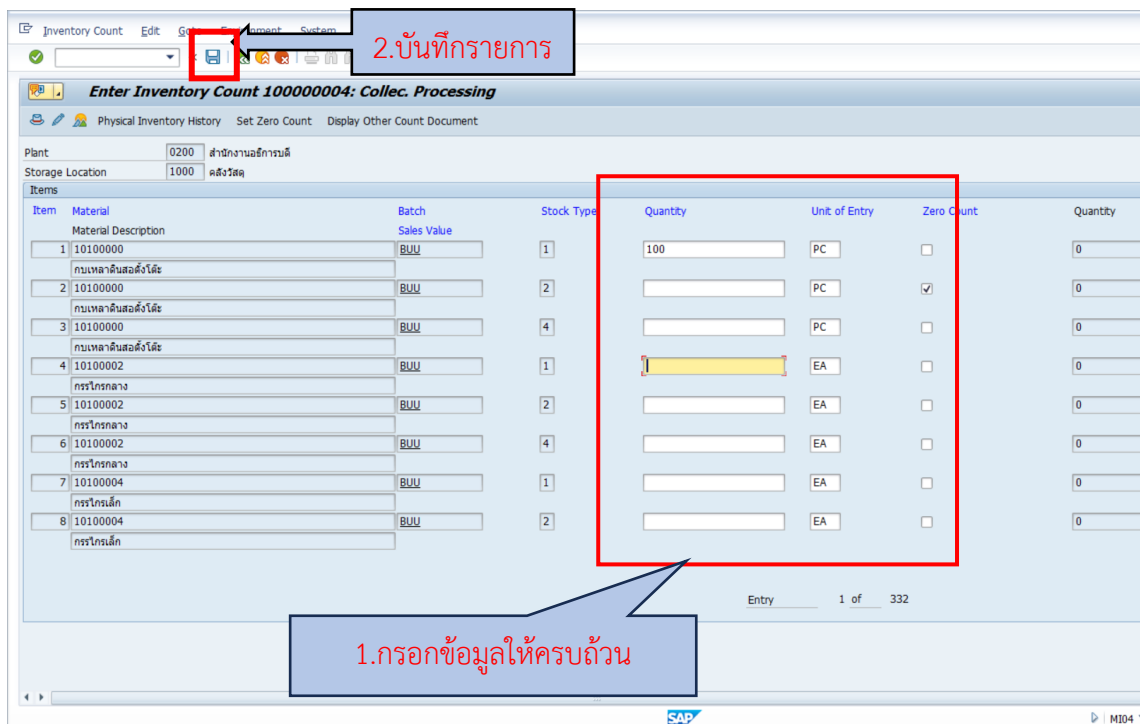 Inventory Count Edit System
2.บันทึกรายการ
Enter Inventory Count 100000004: Collec. Processing
Physical Inventory History Set Zero Count Display Other Count Document
Plant 0200 สำนักงานอธิการบดี
Storage Location 1000 คลังวัสดุ
Items
Item Material Batch Stock Type Quantity Unit of Entry Zero Count Quantity
Material Description Sales Value
1 10100000 BUU 1 100 PC 0
กบเหลาดินสอตั้งโต๊ะ
2 10100000 BUU 2 PC 0
กบเหลาดินสอตั้งโต๊ะ
3 10100000 BUU 4 PC 0
กบเหลาดินสอตั้งโต๊ะ
4 10100002 BUU 1 EA 0
กรรไกรกลาง
5 10100002 BUU 2 EA 0
กรรไกรกลาง
6 10100002 BUU 4 EA 0
กรรไกรกลาง
7 10100004 BUU 1 EA 0
กรรไกรเล็ก
8 10100004 BUU 2 EA 0
กรรไกรเล็ก
Entry 1 of 332
1.กรอกข้อมูลให้ครบถ้วน
SAP MI04